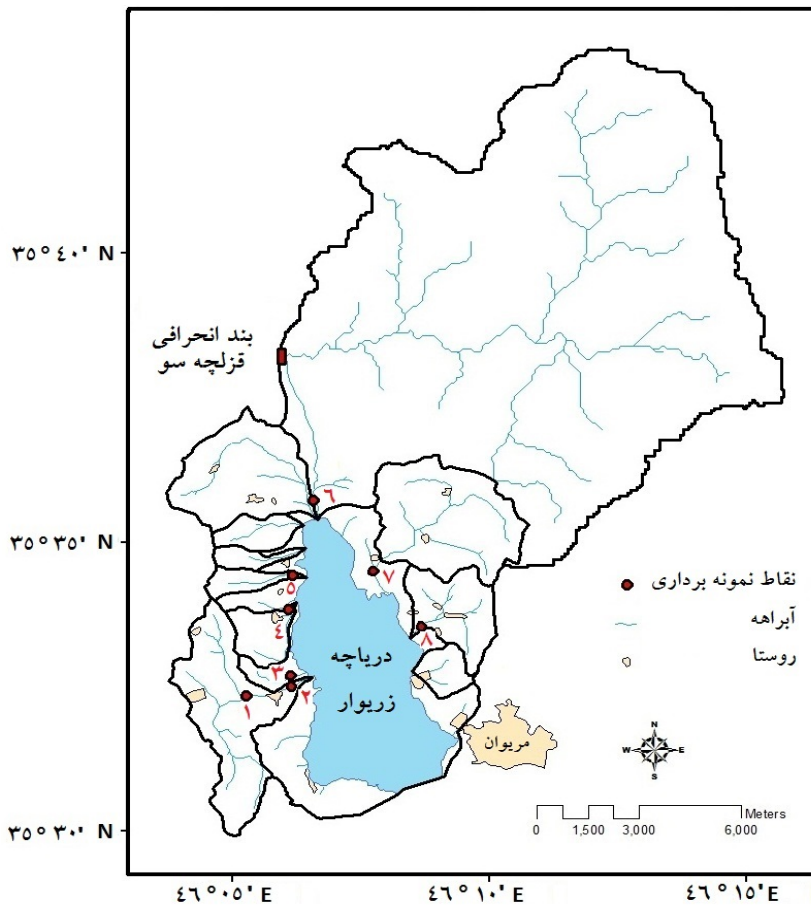 ۳۵° ۴۰' N
بند انحرافی
قزلچه سو
۶
۳۵° ۳۵' N
۷
۵
نقاط نمونه برداری
۴
۸
آبراهه
دریاچه
زریوار
روستا
۳
۲
۱
مریوان
N
W E
S
Meters
0 1,500 3,000 6,000
۳۵° ۳۰' N
۴۶° ۰۵' E
۴۶° ۱۰' E
۴۶° ۱۵' E